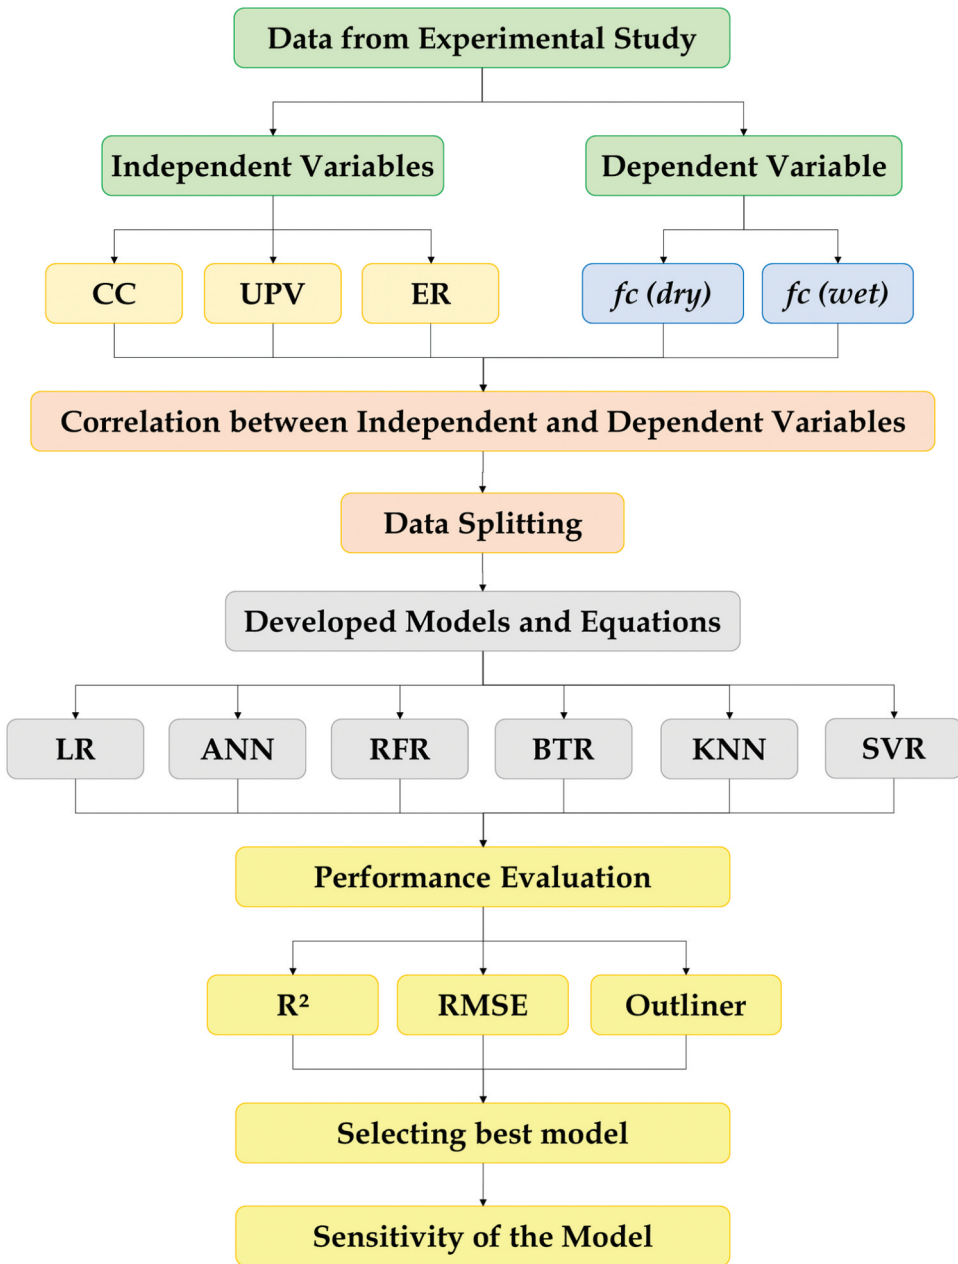 Data from Experimental Study
Independent Variables
Dependent Variable
CC
UPV
ER
fc (dry)
fc (wet)
Correlation between Independent and Dependent Variables
Data Splitting
Developed Models and Equations
LR
ANN
RFR
BTR
KNN
SVR
Performance Evaluation
R²
RMSE
Outliner
Selecting best model
Sensitivity of the Model